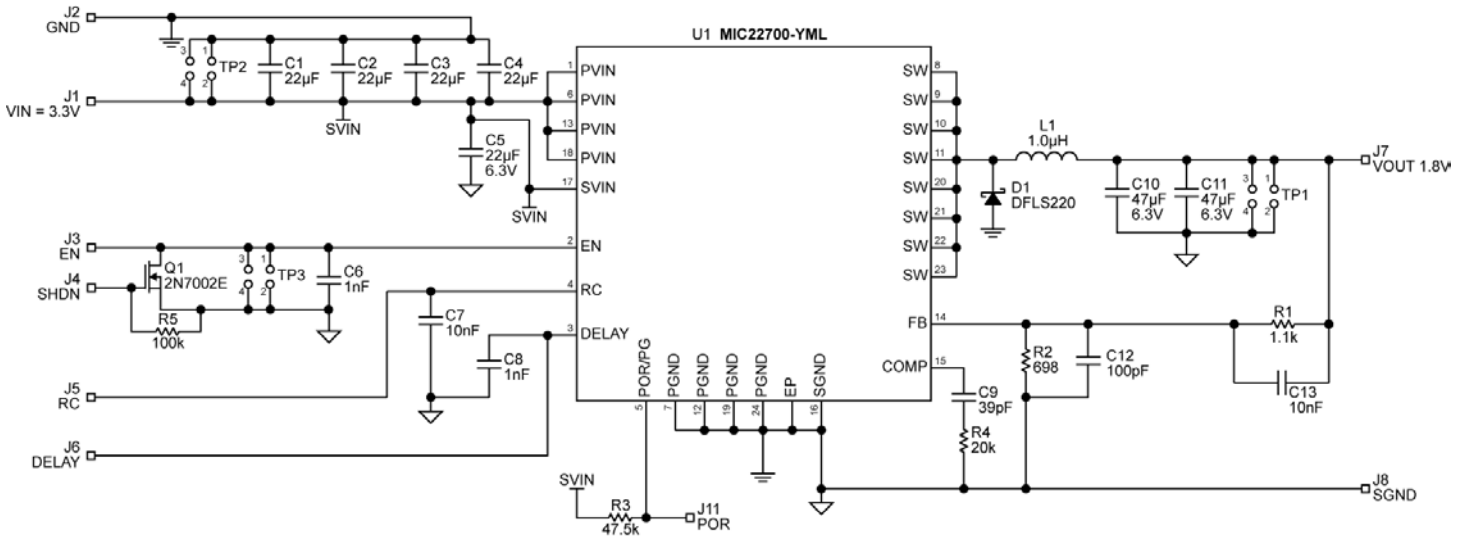 J2
GND
U1 MIC22700-YML
3
1
TP2
4
2
C1
22µF
C2
22µF
C3
22µF
C4
22µF
J1
VIN = 3.3V
SVIN
C5
22µF
6.3V
SVIN
1
PVIN
6
PVIN
13
PVIN
18
PVIN
17
SVIN
J3
EN
J4
SHDN
Q1
2N7002E
R5
100k
3
1
TP3
4
2
C6
1nF
2
EN
4
RC
3
DELAY
C7
10nF
C8
1nF
J5
RC
J6
DELAY
POR/PG
5
PGND
7
PGND
12
PGND
19
PGND
24
EP
SGND
16
SVIN
R3
47.5k
J11
POR
SW
8
SW
9
SW
10
SW
11
SW
20
SW
21
SW
22
SW
23
FB
14
COMP
15
L1
1.0µH
D1
DFLS220
C10
47µF
6.3V
C11
47µF
6.3V
3
1
TP1
4
2
J7
VOUT 1.8V
R1
1.1k
R2
698
C12
100pF
C13
10nF
C9
39pF
R4
20k
J8
SGND